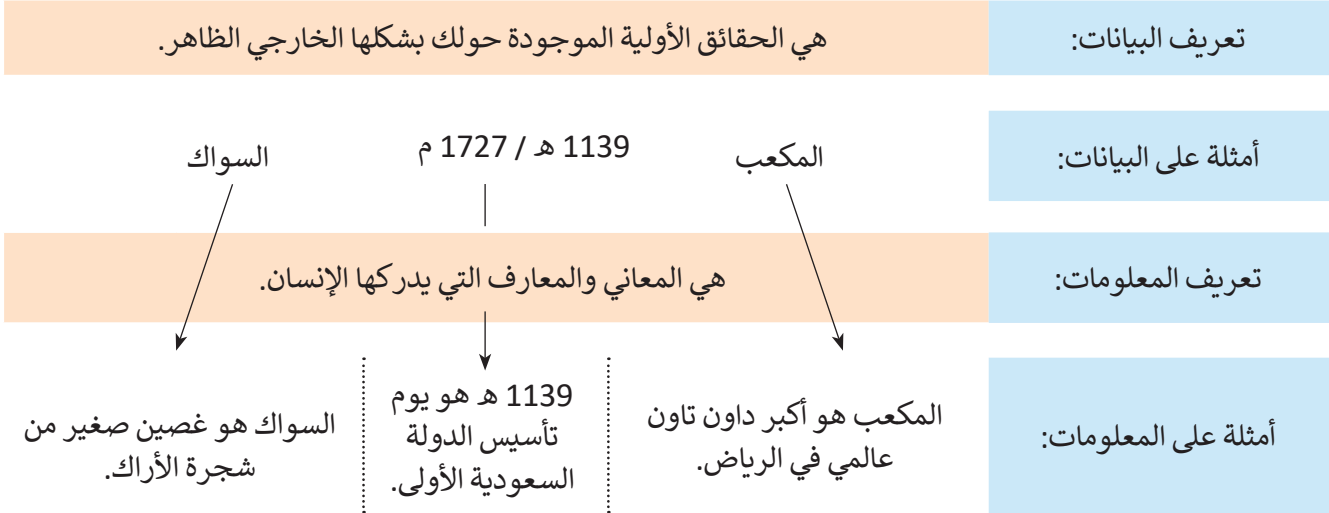 تعريف البيانات:
هي الحقائق الأولية الموجودة حولك بشكلها الخارجي الظاهر.
أمثلة على البيانات:
المكعب
1139 ه / 1727 م
السواك
تعريف المعلومات:
هي المعاني والمعارف التي يدركها الإنسان.
أمثلة على المعلومات:
المكعب هو أكبر داون تاون
عالمي في الرياض.
1139 ه هو يوم
تأسيس الدولة
السعودية الأولى.
السواك هو غصين صغير من
شجرة الأراك.